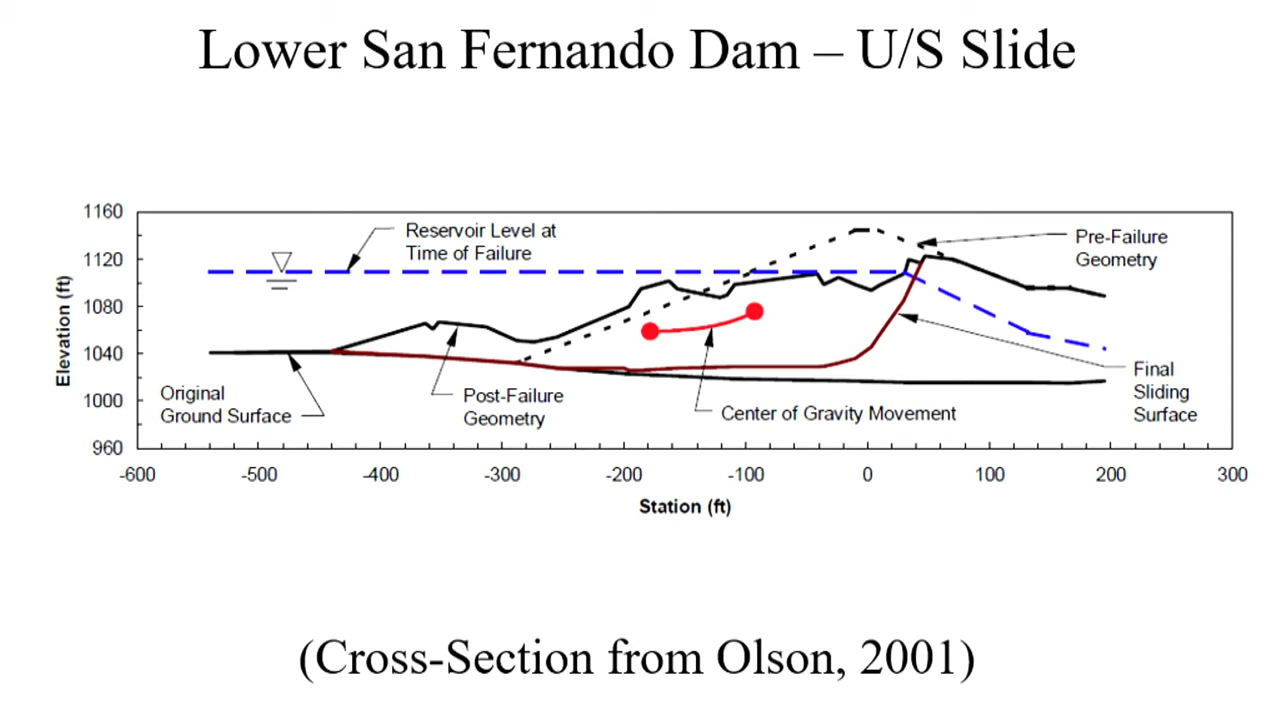 Lower San Fernando Dam – U/S Slide
1160
1120
1080
1040
1000
960
Elevation (ft)
Reservoir Level at
Time of Failure
Pre-Failure
Geometry
Original
Ground Surface
Post-Failure
Geometry
Center of Gravity Movement
Final
Sliding
Surface
-600 -500 -400 -300 -200 -100 0 100 200 300
Station (ft)
(Cross-Section from Olson, 2001)